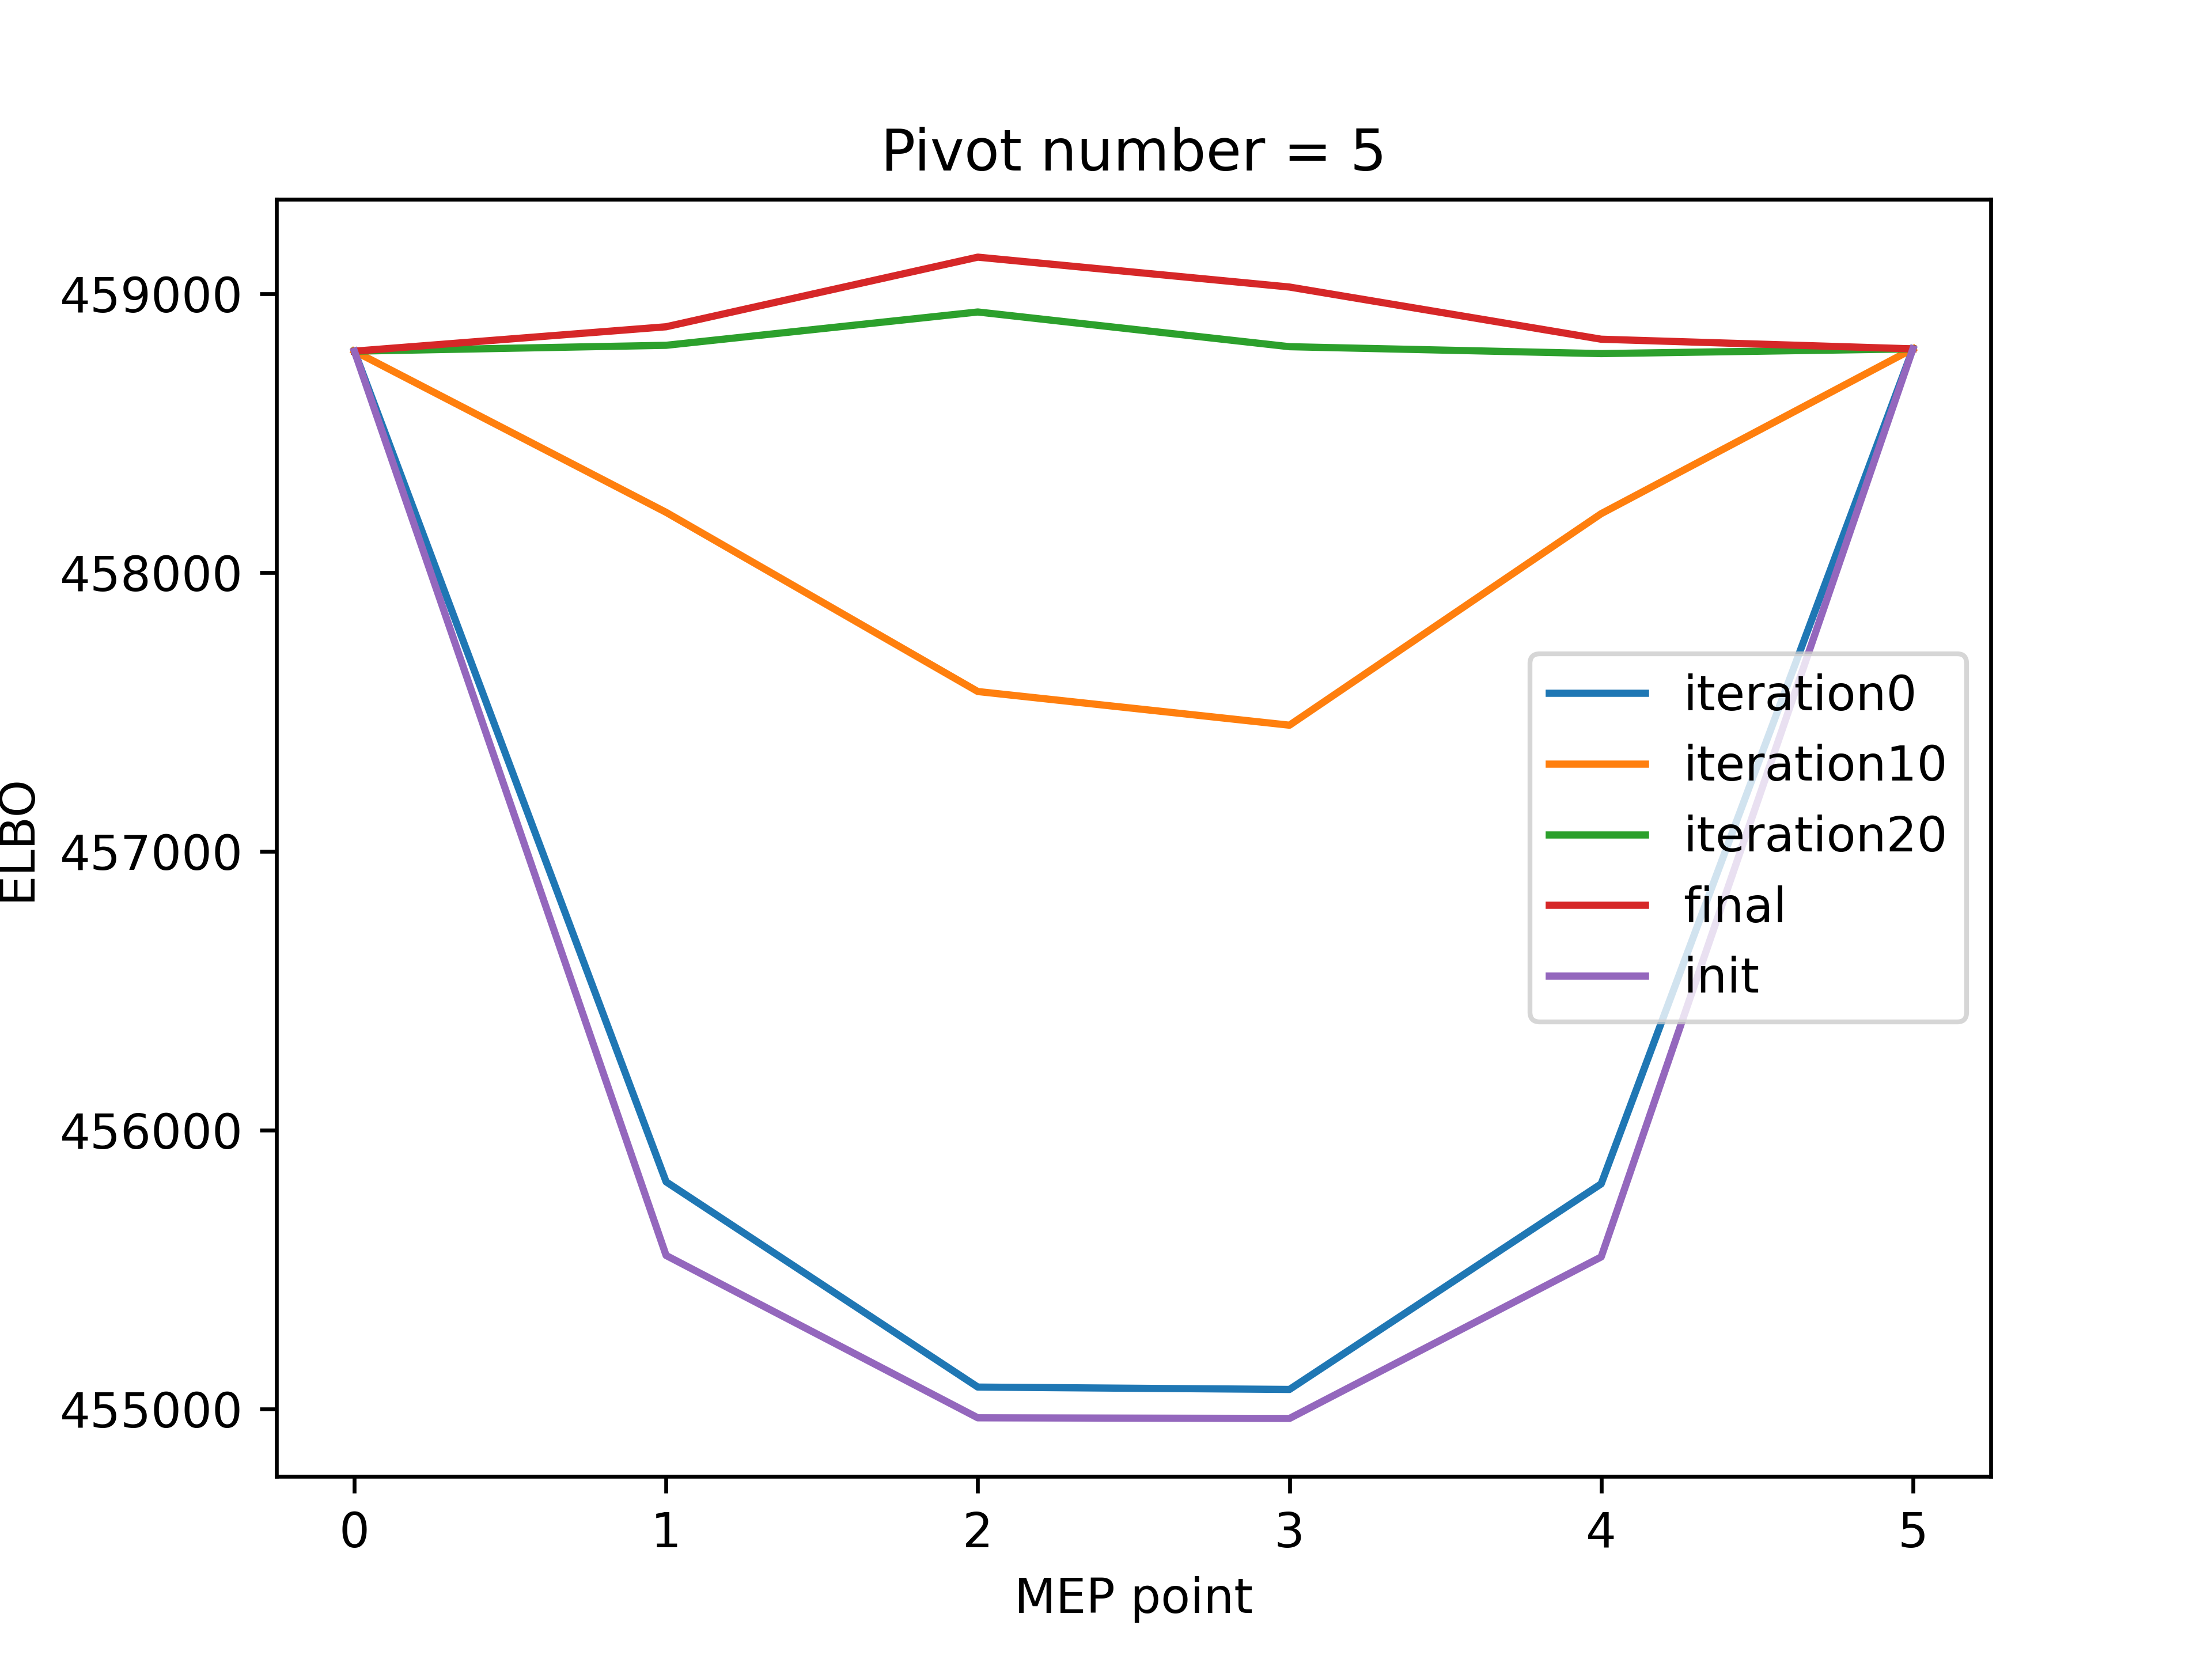 Pivot number = 5
459000
458000
457000
456000
455000
ELBO
iteration0
iteration10
iteration20
final
init
0 1 2 3 4 5
MEP point